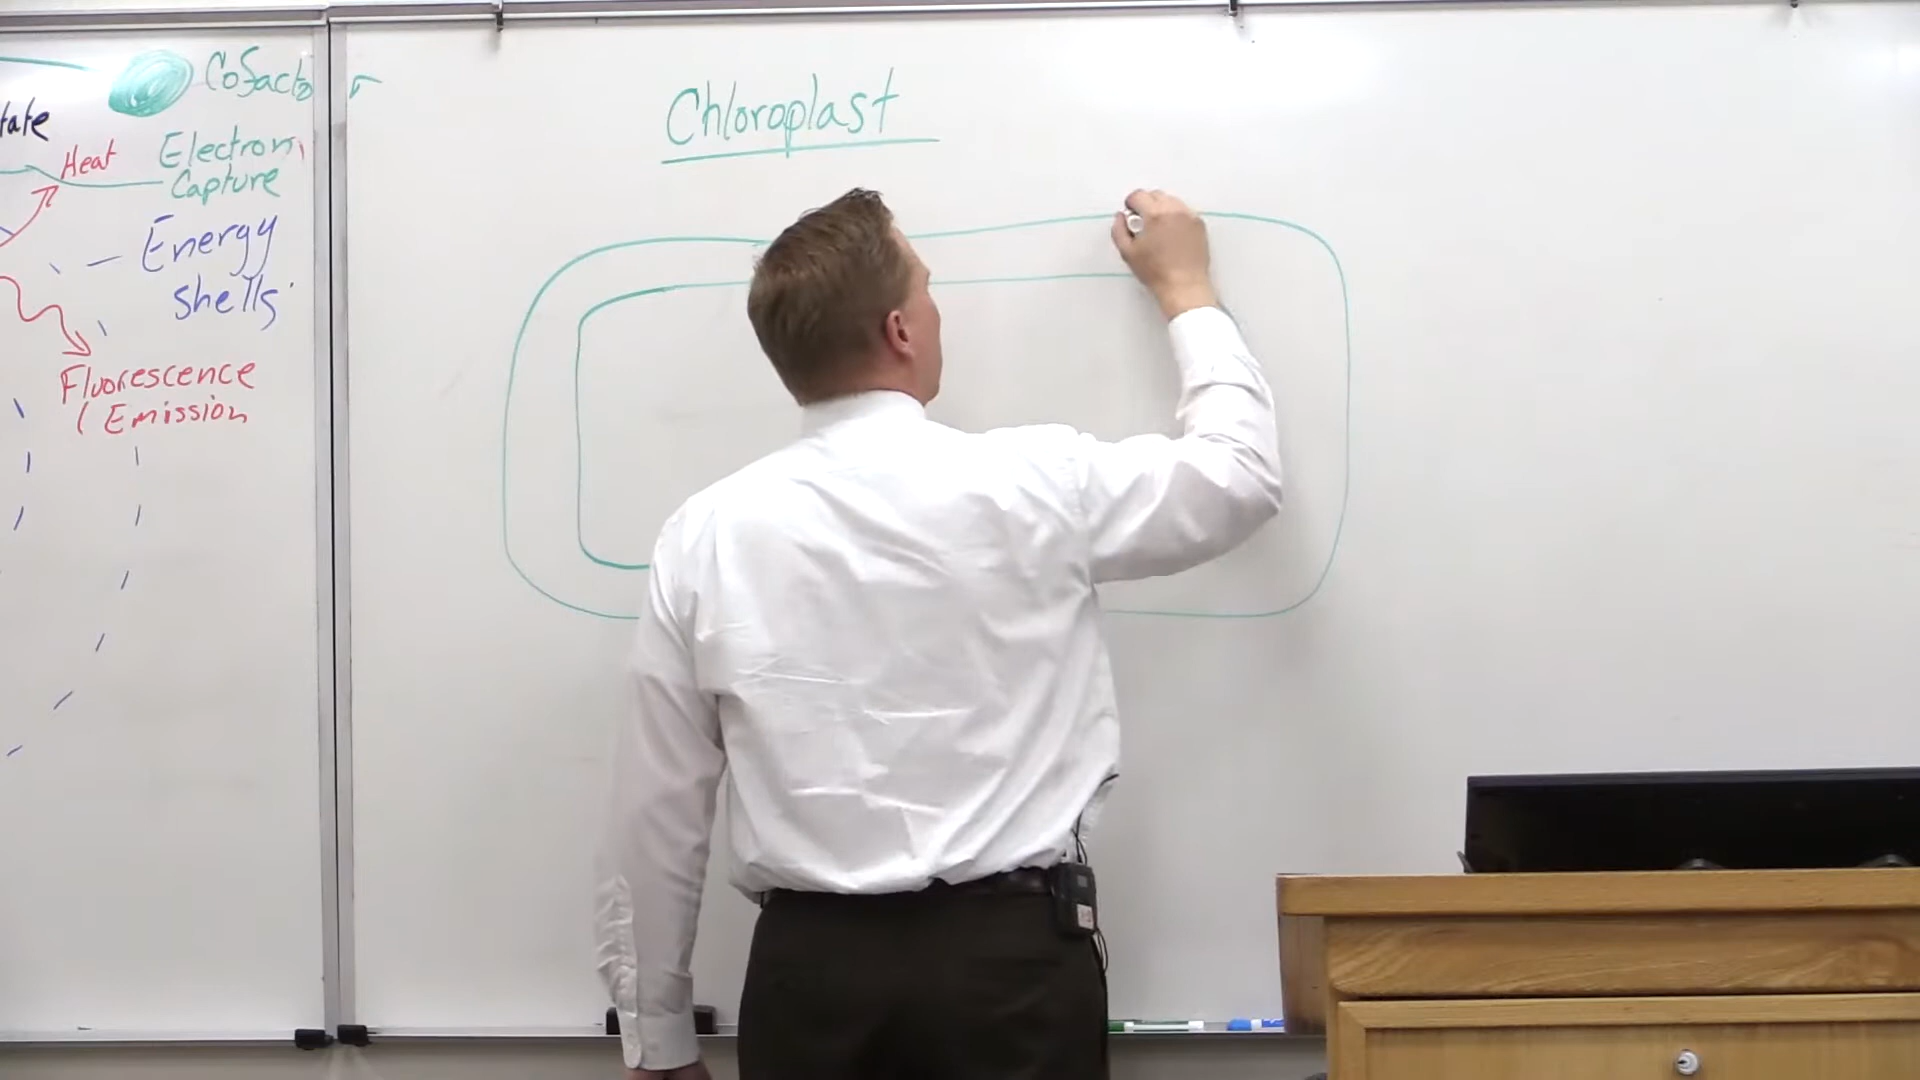 Cofactor
tate
Heat
Electron
Capture
Energy
shells
Fluorescence
( Emission
Chloroplast